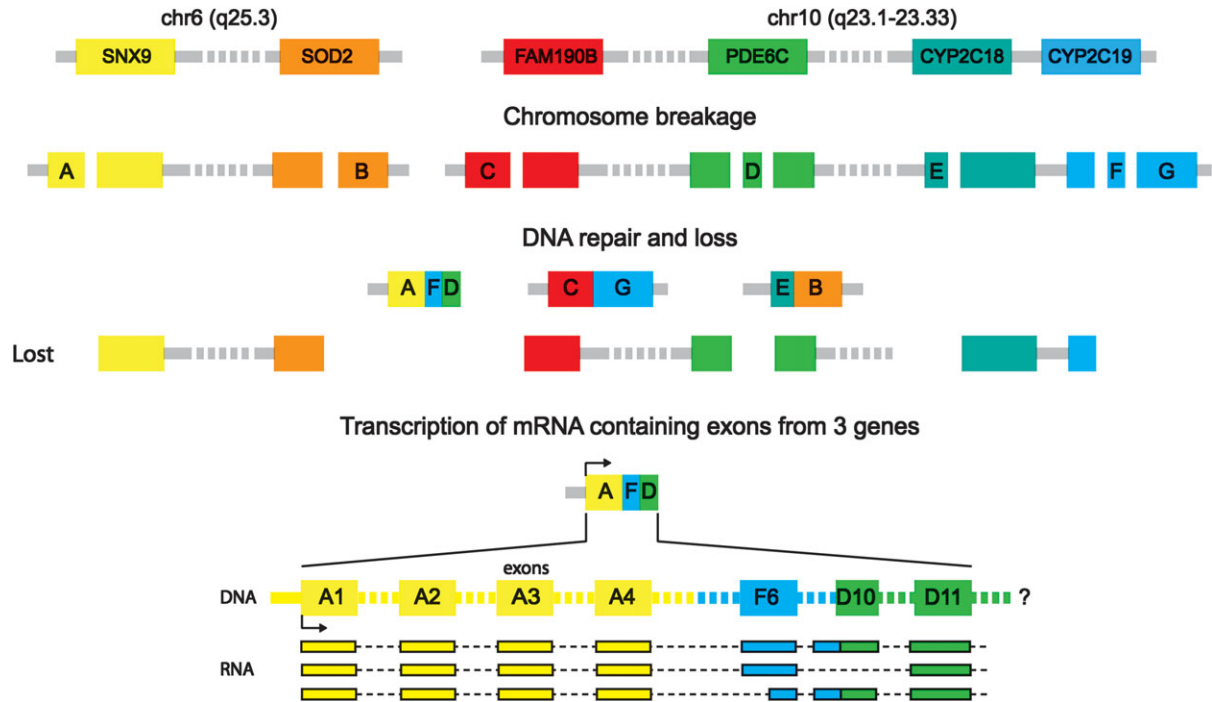 chr6 (q25.3) chr10 (q23.1-23.33)
SNX9 SOD2 FAM190B PDE6C CYP2C18 CYP2C19
Chromosome breakage
A B C D E F G
DNA repair and loss
A F D C G E B
Lost
Transcription of mRNA containing exons from 3 genes
A F D
exons
DNA A1 A2 A3 A4 F6 D10 D11 ?
RNA